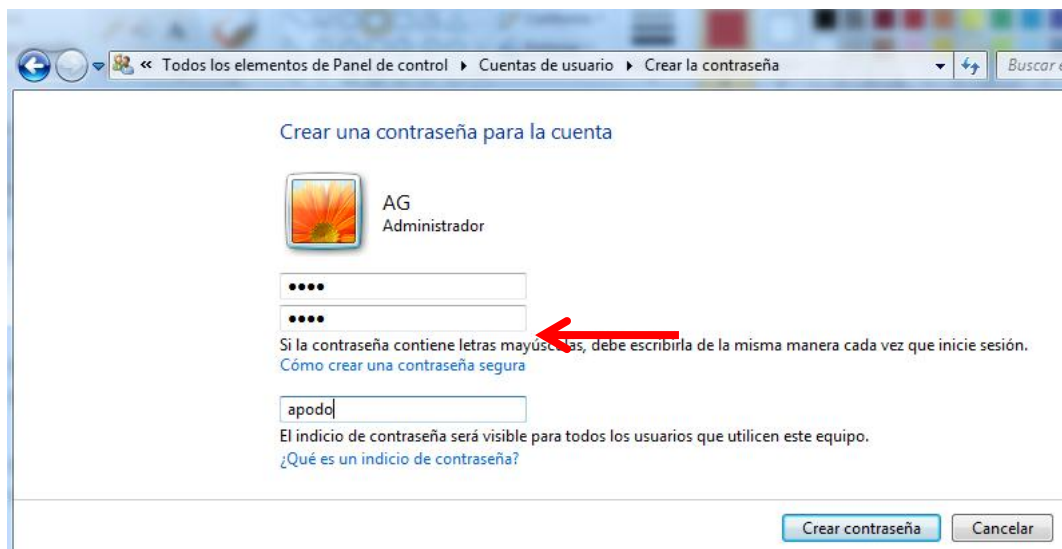 « Todos los elementos de Panel de control ▸ Cuentas de usuario ▸ Crear la contraseña
Buscar
Crear una contraseña para la cuenta
AG
Administrador
••••
••••
Si la contraseña contiene letras mayúsculas, debe escribirla de la misma manera cada vez que inicie sesión.
Cómo crear una contraseña segura
apodo
El indicio de contraseña será visible para todos los usuarios que utilicen este equipo.
¿Qué es un indicio de contraseña?
Crear contraseña
Cancelar